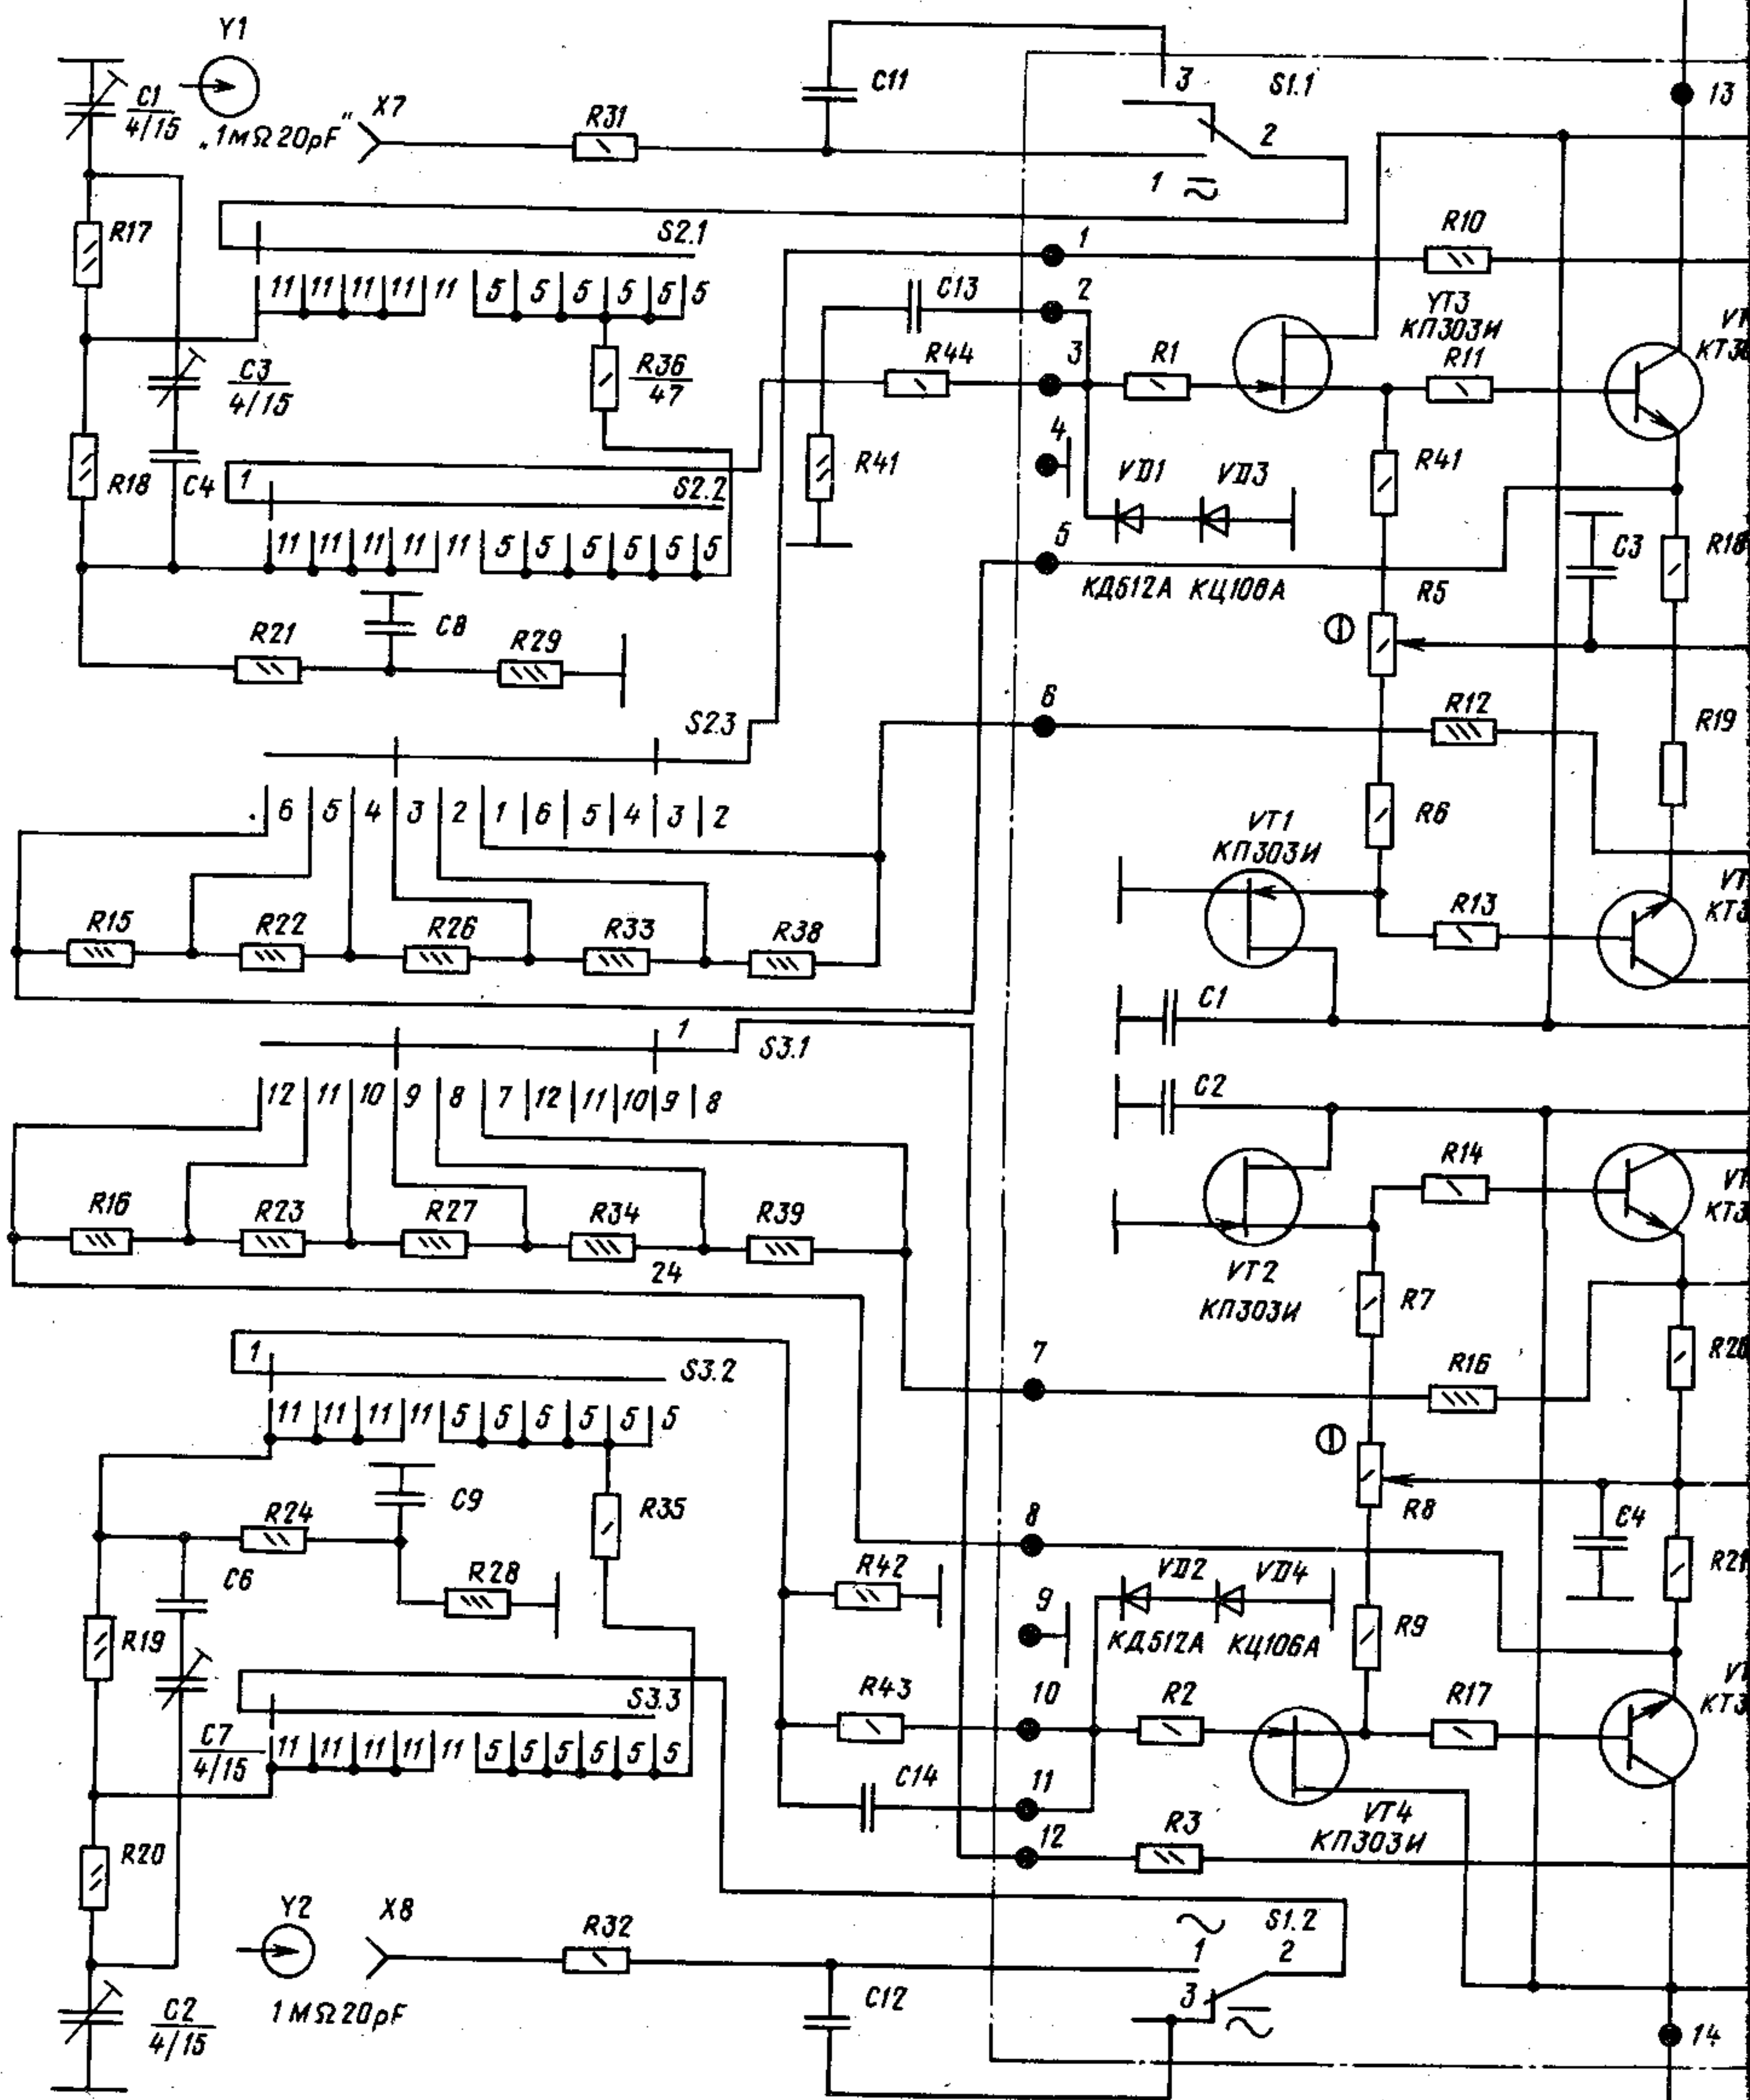 Y1
C1
4/15
„1МΩ20pF"
X7
R31
C11
3
S1.1
2
1
13
R17
S2.1
11 11 11 11 11 5 5 5 5 5 5
C3
4/15
R36
47
C13
R44
1
2
3
R10
YT3
КП303И
R1
R11
R18
C4
1
S2.2
11 11 11 11 11 5 5 5 5 5 5
R41
4
VD1
VD3
R41
5
КД512А
КЦ106А
C3
R18
R21
C8
R29
R5
S2.3
6
R12
R19
6 5 4 3 2 1 6 5 4 3 2
R6
VT1
КП303И
R15
R22
R26
R33
R38
R13
C1
1
S3.1
12 11 10 9 8 7 12 11 10 9 8
C2
R14
R16
R23
R27
R34
R39
24
VT2
КП303И
R7
1
S3.2
11 11 11 11 5 5 5 5 5 5
7
R16
R24
C9
R35
8
R8
C4
R21
C6
R28
R42
9
VD2
VD4
КД512А
КЦ106А
R9
R19
S3.3
C7
4/15
11 11 11 11 11 5 5 5 5 5 5
R43
10
R2
R17
C14
11
VT4
КП303И
R20
12
R3
Y2
X8
R32
S1.2
1
2
3
C12
1МΩ20pF
C2
4/15
14